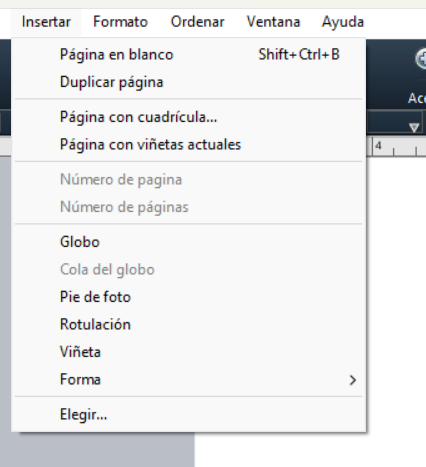 Insertar Formato Ordenar Ventana Ayuda
Página en blanco Shift+Ctrl+B
Duplicar página
Página con cuadrícula...
Página con viñetas actuales
Número de pagina
Número de páginas
Globo
Cola del globo
Pie de foto
Rotulación
Viñeta
Forma
Elegir...
4